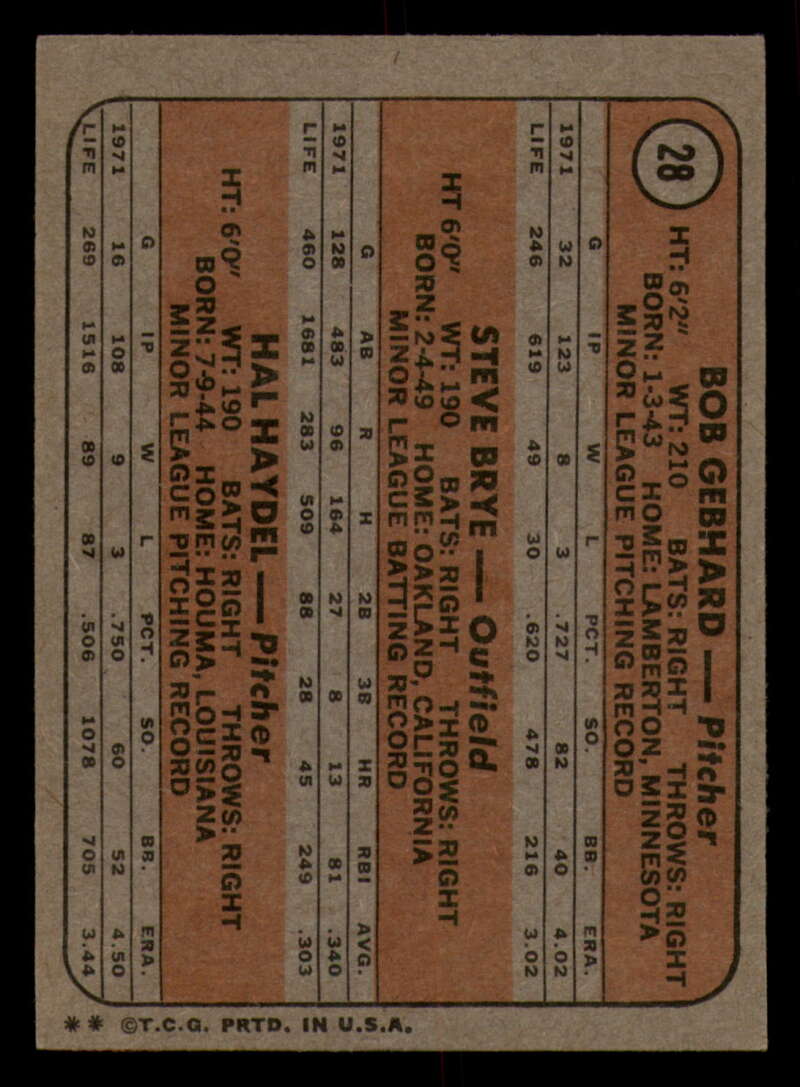 28
BOB GEBHARD — Pitcher
HT: 6'2" WT: 210 BATS: RIGHT THROWS: RIGHT
BORN: 1-3-43 HOME: LAMBERTON, MINNESOTA
MINOR LEAGUE PITCHING RECORD
G IP W L PCT. SO. BB. ERA.
1971 32 123 8 3 .727 82 40 4.02
LIFE 246 619 49 30 .620 478 216 3.02
STEVE BRYE — Outfield
HT 6'0" WT: 190 BATS: RIGHT THROWS: RIGHT
BORN: 2-4-49 HOME: OAKLAND, CALIFORNIA
MINOR LEAGUE BATTING RECORD
G AB R H 2B 3B HR RBI AVG.
1971 128 483 96 164 27 8 13 81 .340
LIFE 460 1681 283 509 88 28 45 249 .303
HAL HAYDEL — Pitcher
HT: 6'0" WT: 190 BATS: RIGHT THROWS: RIGHT
BORN: 7-9-44 HOME: HOUMA, LOUISIANA
MINOR LEAGUE PITCHING RECORD
G IP W L PCT. SO. BB. ERA.
1971 16 108 9 3 .750 60 52 4.50
LIFE 269 1516 89 87 .506 1078 705 3.44
** ©T.C.G. PRTD. IN U.S.A.